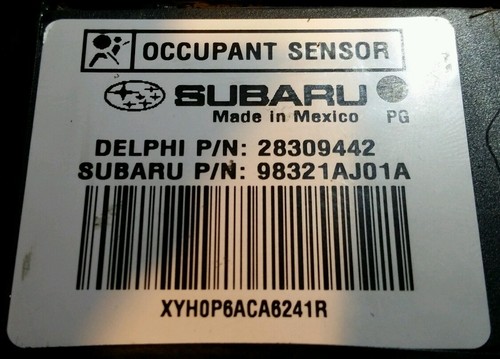 OCCUPANT SENSOR
SUBARU
Made in Mexico PG
DELPHI P/N: 28309442
SUBARU P/N: 98321AJ01A
XYH0P6ACA6241R